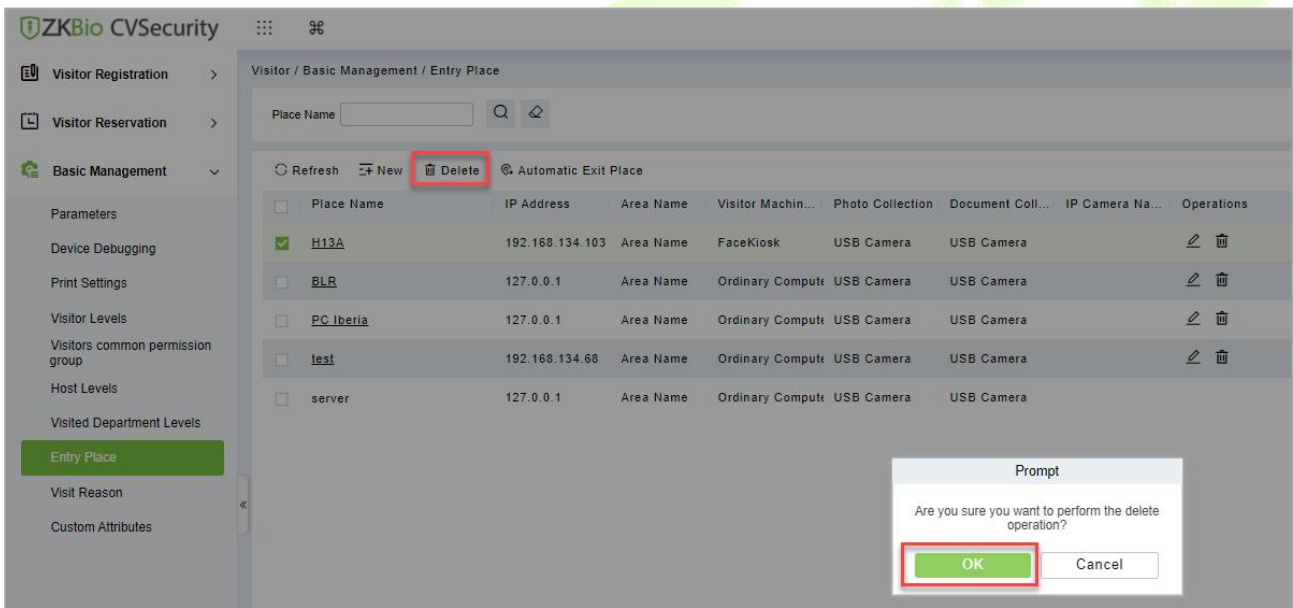 ZKBio CVSecurity
Visitor Registration
Visitor Reservation
Basic Management
Parameters
Device Debugging
Print Settings
Visitor Levels
Visitors common permission
group
Host Levels
Visited Department Levels
Entry Place
Visit Reason
Custom Attributes
Visitor / Basic Management / Entry Place
Place Name
Refresh New Delete Automatic Exit Place
Place Name IP Address Area Name Visitor Machin... Photo Collection Document Coll... IP Camera Na... Operations
H13A 192.168.134.103 Area Name FaceKiosk USB Camera USB Camera
BLR 127.0.0.1 Area Name Ordinary Compute USB Camera USB Camera
PC Iberia 127.0.0.1 Area Name Ordinary Compute USB Camera USB Camera
test 192.168.134.68 Area Name Ordinary Compute USB Camera USB Camera
server 127.0.0.1 Area Name Ordinary Compute USB Camera USB Camera
Prompt
Are you sure you want to perform the delete
operation?
OK Cancel